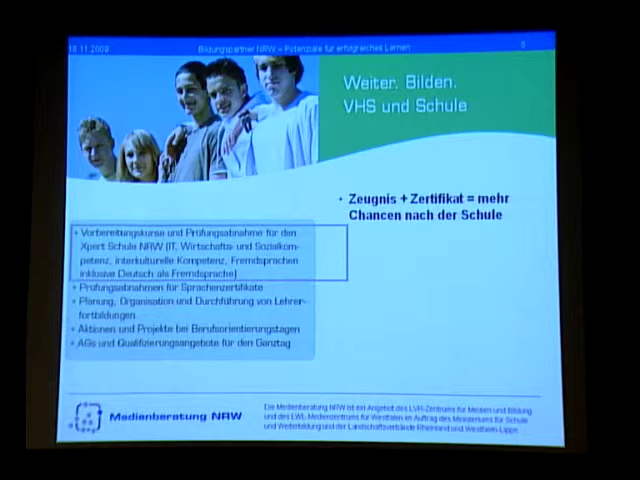 18.11.2009 Bildungspartner NRW – Potenziale für erfolgreiches Lernen 8
Weiter. Bilden.
VHS und Schule
• Zeugnis + Zertifikat = mehr
Chancen nach der Schule
• Vorbereitungskurse und Prüfungsabnahme für den
Xpert Schule NRW (IT, Wirtschafts- und Sozialkom-
petenz, interkulturelle Kompetenz, Fremdsprachen
inklusive Deutsch als Fremdsprache)
• Prüfungsabnahmen für Sprachenzertifikate
• Planung, Organisation und Durchführung von Lehrer-
fortbildungen
• Aktionen und Projekte bei Berufsorientierungstagen
• AGs und Qualifizierungsangebote für den Ganztag
Medienberatung NRW
Die Medienberatung NRW ist ein Angebot des LVR-Zentrums für Medien und Bildung
und des LWL-Medienzentrums für Westfalen im Auftrag des Ministeriums für Schule
und Weiterbildung und der Landschaftsverbände Rheinland und Westfalen-Lippe.